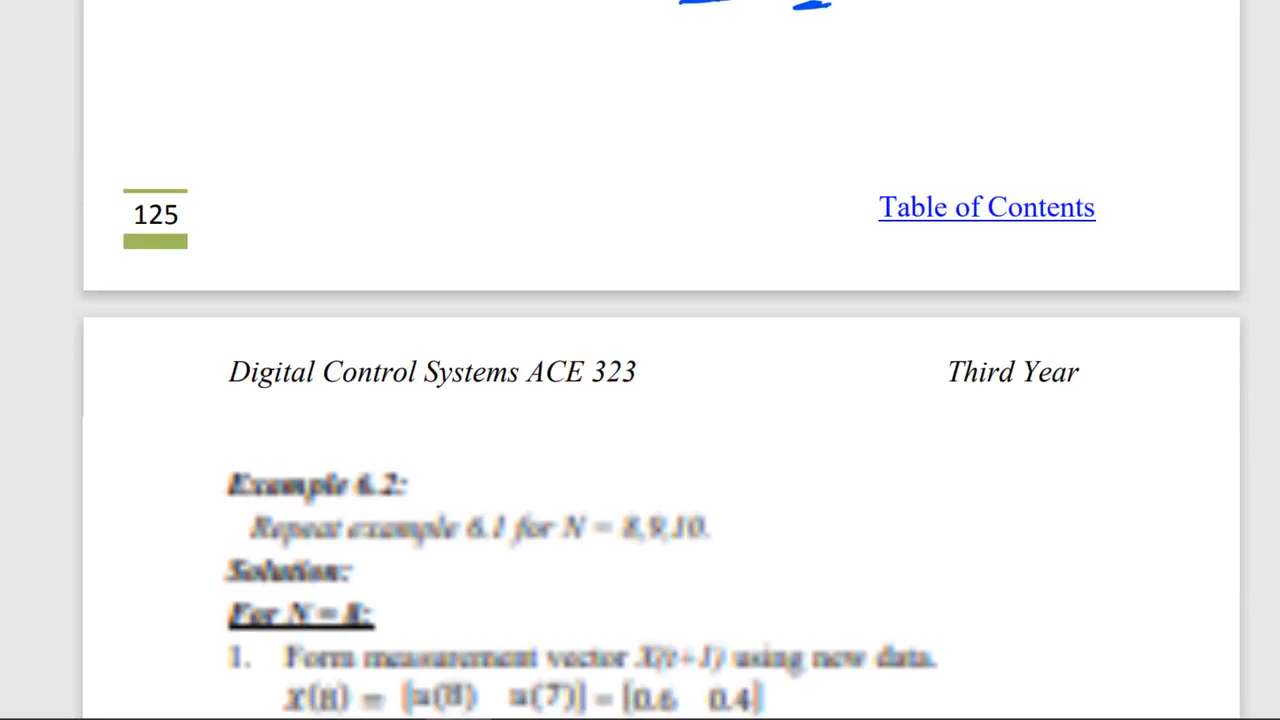 125
Table of Contents
Digital Control Systems ACE 323
Third Year
Example 6.2:
Repeat example 6.1 for N = 8,9,10.
Solution:
For N = 8:
1. Form measurement vector X(t+1) using new data.
x(8) = [u(8) u(7)] = [0.6 0.4]